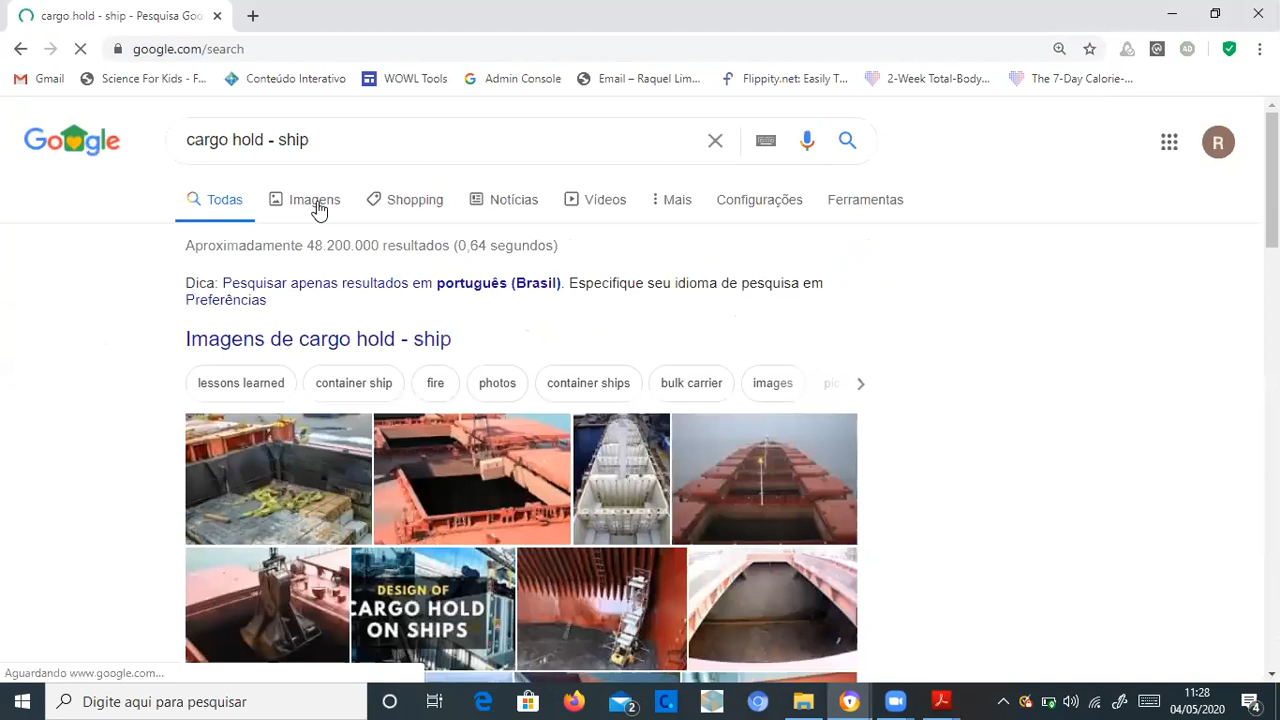 cargo hold - ship - Pesquisa Goo
google.com/search
Gmail
Science For Kids - F...
Conteúdo Interativo
WOWL Tools
Admin Console
Email – Raquel Lim...
Flippity.net: Easily T...
2-Week Total-Body...
The 7-Day Calorie-...
Google
cargo hold - ship
R
Todas
Imagens
Shopping
Notícias
Vídeos
Mais
Configurações
Ferramentas
Aproximadamente 48.200.000 resultados (0,64 segundos)
Dica: Pesquisar apenas resultados em português (Brasil). Especifique seu idioma de pesquisa em
Preferências
Imagens de cargo hold - ship
lessons learned
container ship
fire
photos
container ships
bulk carrier
images
pic
DESIGN OF
CARGO HOLD
ON SHIPS
Aguardando www.google.com...
Digite aqui para pesquisar
2
11:28
04/05/2020
4